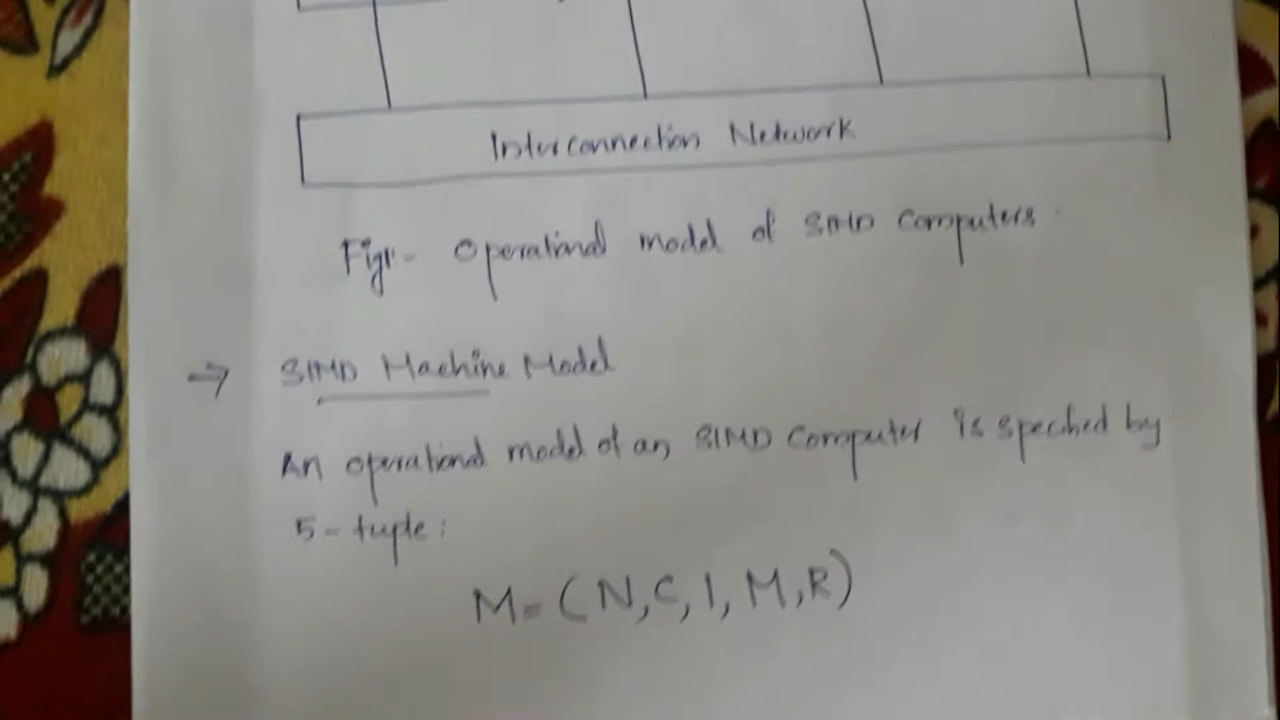 Interconnection Network
Fig:- Operational model of SIMD Computers.
→ SIMD Machine Model
An operational model of an SIMD Computer is specified by
5-tuple:
M=(N,C,I,M,R)